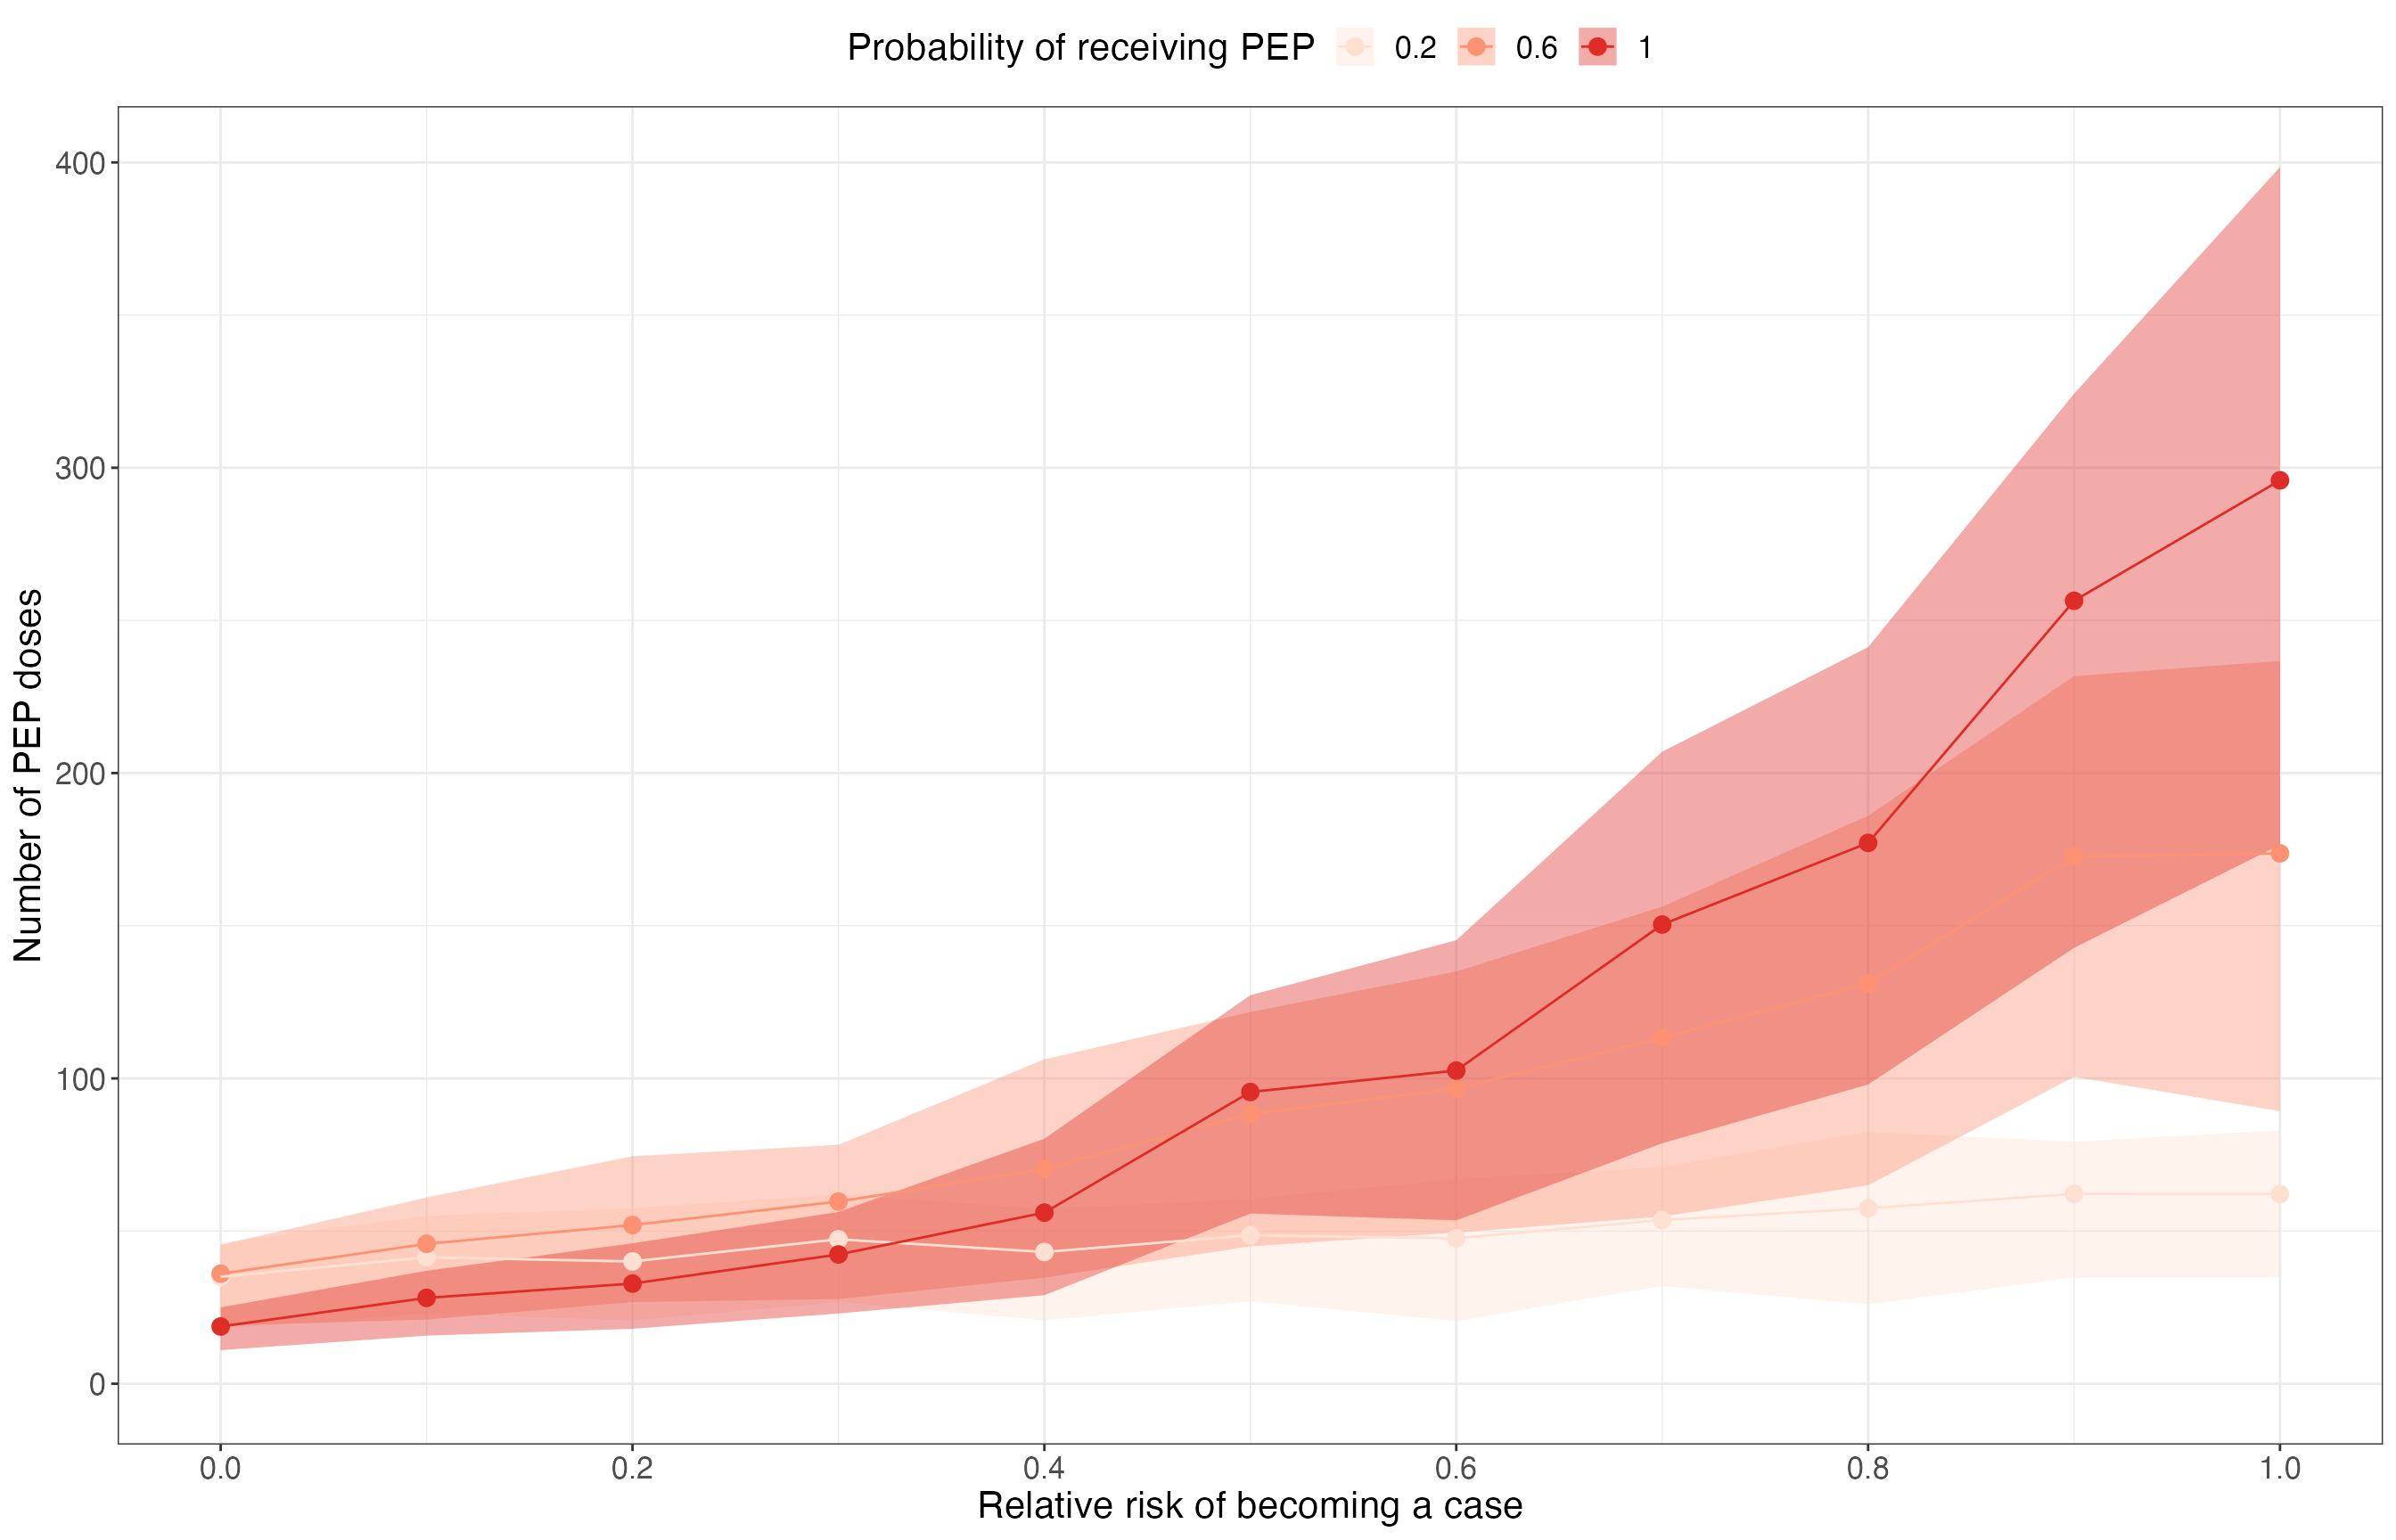 Probability of receiving PEP 0.2 0.6 1
400
300
200
100
0
Number of PEP doses
0.0 0.2 0.4 0.6 0.8 1.0
Relative risk of becoming a case